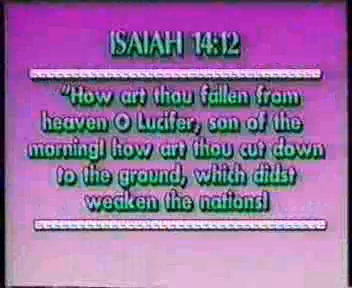 ISAIAH 14:12
"How art thou fallen from
heaven O Lucifer, son of the
morning! how art thou cut down
to the ground, which didst
weaken the nations!